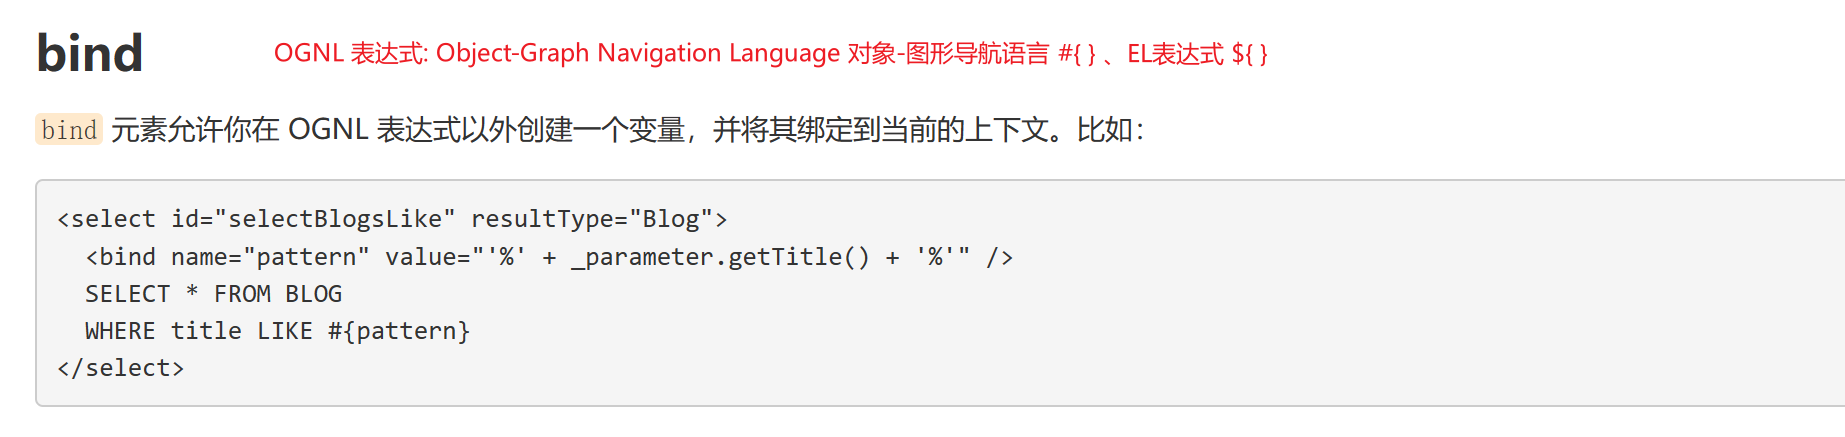 bind
OGNL 表达式: Object-Graph Navigation Language 对象-图形导航语言 #{ } 、EL表达式 ${ }
bind 元素允许你在 OGNL 表达式以外创建一个变量，并将其绑定到当前的上下文。比如：
<select id="selectBlogsLike" resultType="Blog">
  <bind name="pattern" value="'%' + _parameter.getTitle() + '%'" />
  SELECT * FROM BLOG
  WHERE title LIKE #{pattern}
</select>